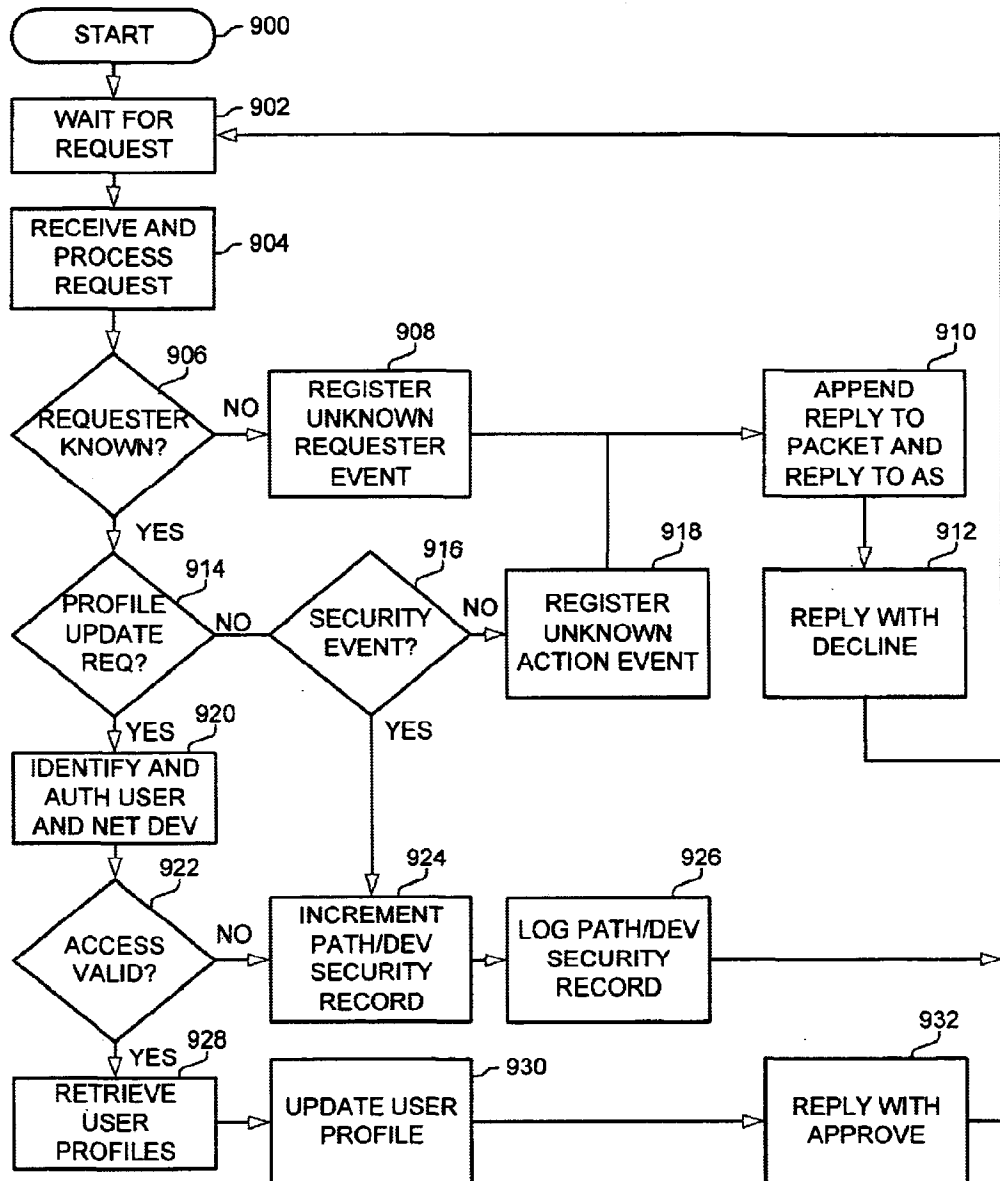 START
900
WAIT FOR
REQUEST
902
RECEIVE AND
PROCESS
REQUEST
904
906
REQUESTER
KNOWN?
NO
YES
908
REGISTER
UNKNOWN
REQUESTER
EVENT
910
APPEND
REPLY TO
PACKET AND
REPLY TO AS
912
REPLY WITH
DECLINE
914
PROFILE
UPDATE
REQ?
NO
YES
916
SECURITY
EVENT?
NO
YES
918
REGISTER
UNKNOWN
ACTION EVENT
920
IDENTIFY AND
AUTH USER
AND NET DEV
922
ACCESS
VALID?
NO
YES
924
INCREMENT
PATH/DEV
SECURITY
RECORD
926
LOG PATH/DEV
SECURITY
RECORD
928
RETRIEVE
USER
PROFILES
930
UPDATE USER
PROFILE
932
REPLY WITH
APPROVE